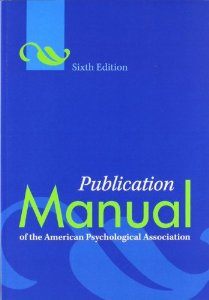 Sixth Edition
Publication
Manual
of the American Psychological Association